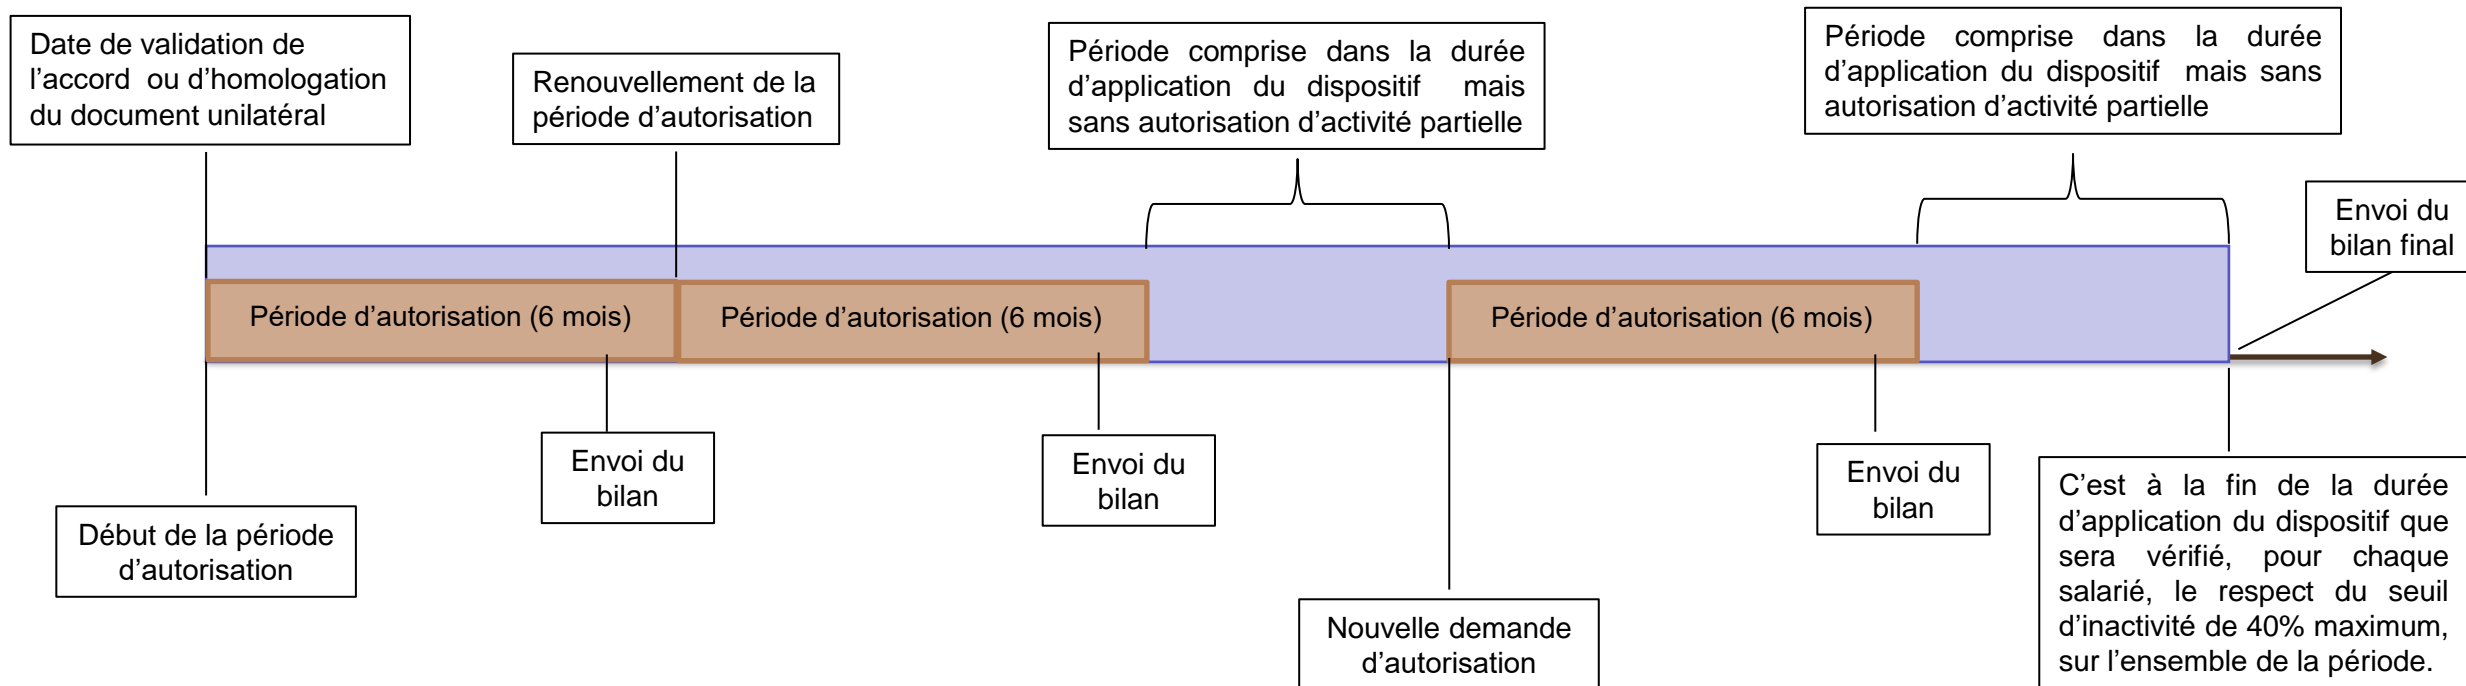 Date de validation de
l’accord ou d’homologation
du document unilatéral
Renouvellement de la
période d’autorisation
Période comprise dans la durée
d’application du dispositif mais
sans autorisation d’activité partielle
Période comprise dans la durée
d’application du dispositif mais sans
autorisation d’activité partielle
Envoi du
bilan final
Période d’autorisation (6 mois)
Période d’autorisation (6 mois)
Période d’autorisation (6 mois)
Envoi du
bilan
Envoi du
bilan
Envoi du
bilan
Début de la période
d’autorisation
Nouvelle demande
d’autorisation
C’est à la fin de la durée
d’application du dispositif que
sera vérifié, pour chaque
salarié, le respect du seuil
d’inactivité de 40% maximum,
sur l’ensemble de la période.